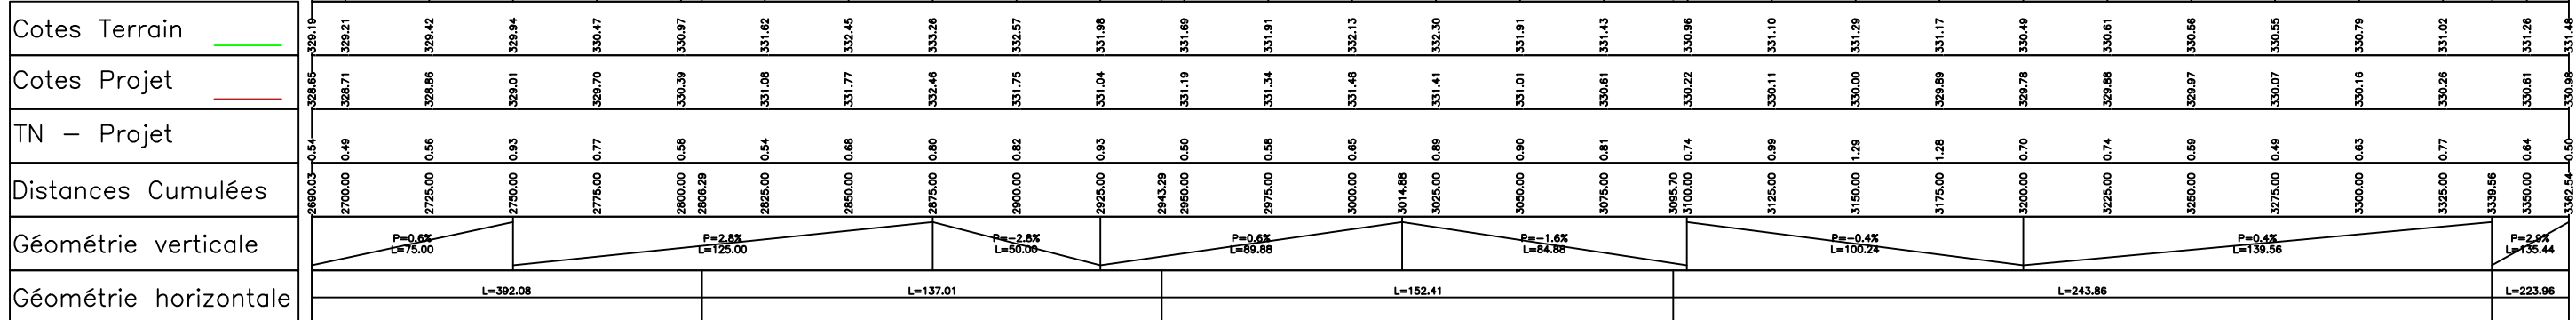 Cotes Terrain 329.19 329.21 329.42 329.94 330.47 330.97 331.62 332.45 333.26 332.57 331.98 331.69 331.91 332.13 332.30 331.91 331.43 330.96 331.10 331.29 331.17 330.49 330.61 330.56 330.55 330.79 331.02 331.26 331.48
Cotes Projet 328.65 328.71 328.86 329.01 329.70 330.39 331.08 331.77 332.46 331.75 331.04 331.19 331.34 331.48 331.41 331.01 330.61 330.22 330.11 330.00 329.89 329.78 329.88 329.97 330.07 330.16 330.26 330.61 330.98
TN - Projet 0.54 0.49 0.56 0.93 0.77 0.58 0.54 0.68 0.80 0.82 0.93 0.50 0.58 0.65 0.89 0.90 0.81 0.74 0.99 1.29 1.28 0.70 0.74 0.59 0.49 0.63 0.77 0.64 0.50
Distances Cumulées 2690.03 2700.00 2725.00 2750.00 2775.00 2800.00 2806.29 2825.00 2850.00 2875.00 2900.00 2925.00 2943.29 2950.00 2975.00 3000.00 3014.88 3025.00 3050.00 3075.00 3095.70 3100.00 3125.00 3150.00 3175.00 3200.00 3225.00 3250.00 3275.00 3300.00 3325.00 3339.56 3350.00 3362.54
Géométrie verticale
P=0.6% P=2.8% P=-2.8% P=0.6% P=-1.6% P=-0.4% P=0.4% P=2.9%
L=75.00 L=125.00 L=50.00 L=89.88 L=84.88 L=100.24 L=139.56 L=135.44
Géométrie horizontale L=392.08 L=137.01 L=152.41 L=243.86 L=223.96